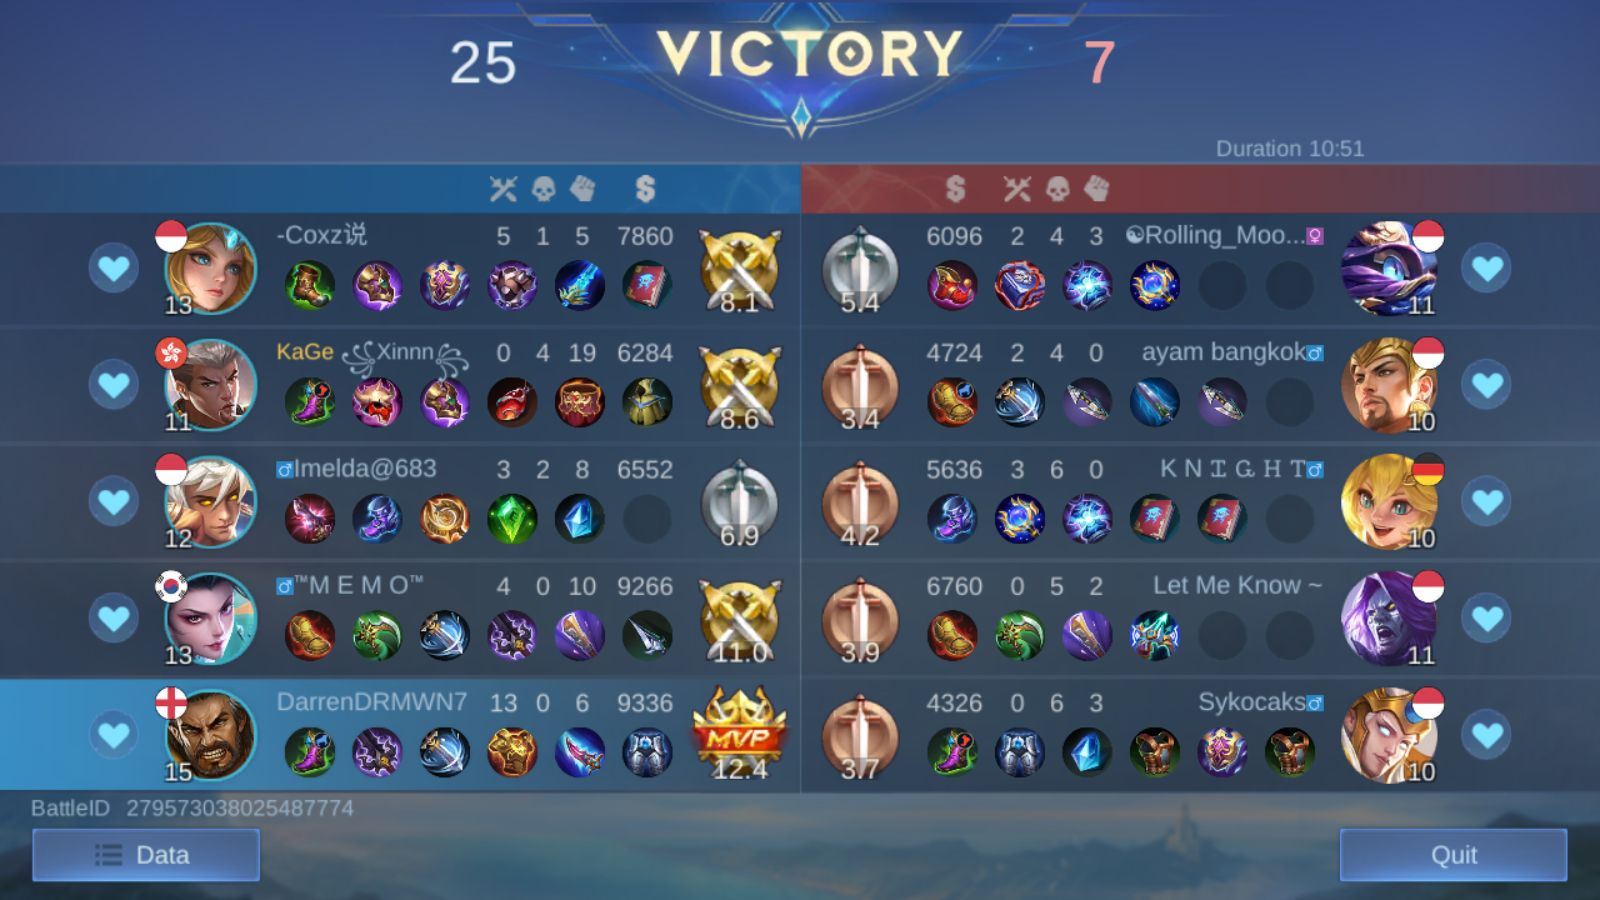 25 VICTORY 7
Duration 10:51
-Coxz说 5 1 5 7860
13 8.1
6096 2 4 3 ☯Rolling_Moo...♀
5.4 11
KaGe ꧁Xinnn꧂ 0 4 19 6284
11 8.6
4724 2 4 0 ayam bangkok♂
3.4 10
♂Imelda@683 3 2 8 6552
12 6.9
5636 3 6 0 K N I G H T♂
4.2 10
♂™M E M O™ 4 0 10 9266
13 11.0
6760 0 5 2 Let Me Know ~
3.9 11
DarrenDRMWN7 13 0 6 9336
MVP
15 12.4
4326 0 6 3 Sykocaks♂
3.7 10
BattleID 279573038025487774
Data
Quit